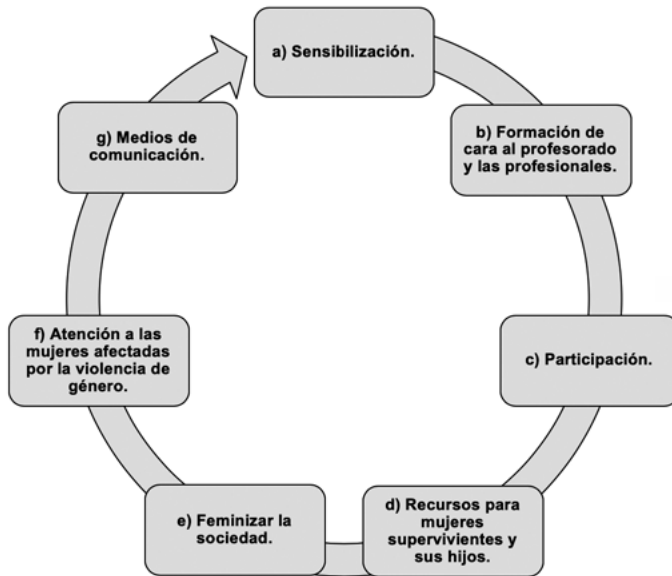 a) Sensibilización.
b) Formación de
cara al profesorado
y las profesionales.
c) Participación.
d) Recursos para
mujeres
supervivientes y
sus hijos.
e) Feminizar la
sociedad.
f) Atención a las
mujeres afectadas
por la violencia de
género.
g) Medios de
comunicación.